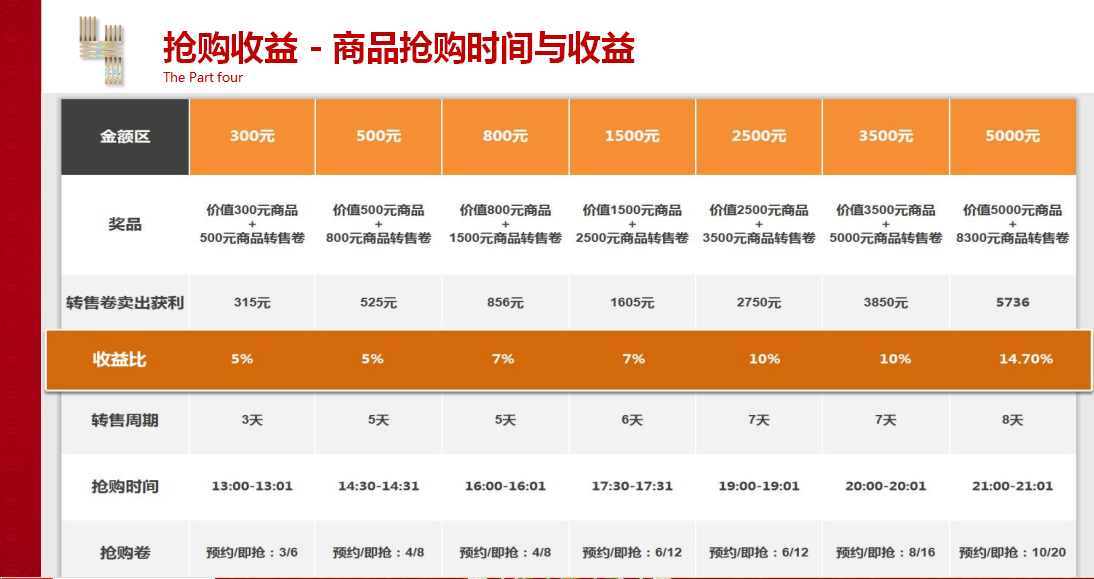 抢购收益 - 商品抢购时间与收益
The Part four
金额区 300元 500元 800元 1500元 2500元 3500元 5000元
奖品 价值300元商品 + 500元商品转售卷 价值500元商品 + 800元商品转售卷 价值800元商品 + 1500元商品转售卷 价值1500元商品 + 2500元商品转售卷 价值2500元商品 + 3500元商品转售卷 价值3500元商品 + 5000元商品转售卷 价值5000元商品 + 8300元商品转售卷
转售卷卖出获利 315元 525元 856元 1605元 2750元 3850元 5736
收益比 5% 5% 7% 7% 10% 10% 14.70%
转售周期 3天 5天 5天 6天 7天 7天 8天
抢购时间 13:00-13:01 14:30-14:31 16:00-16:01 17:30-17:31 19:00-19:01 20:00-20:01 21:00-21:01
抢购卷 预约/即抢：3/6 预约/即抢：4/8 预约/即抢：4/8 预约/即抢：6/12 预约/即抢：6/12 预约/即抢：8/16 预约/即抢：10/20